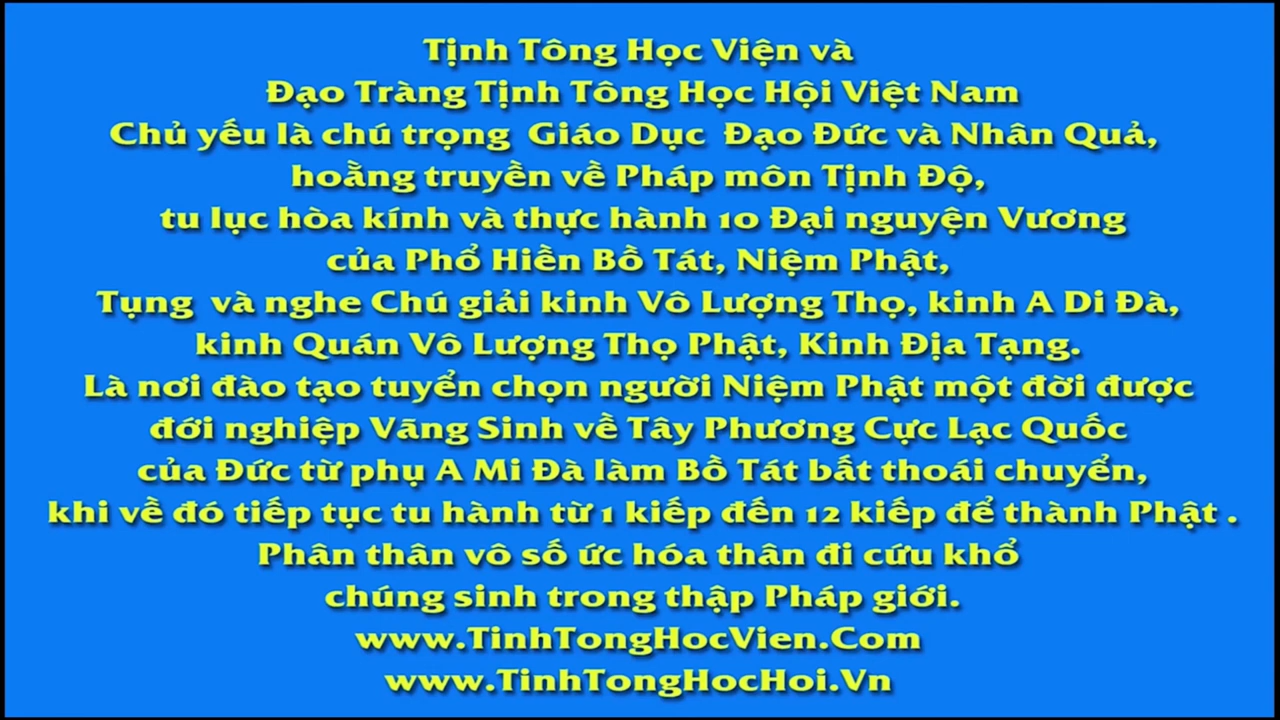 Tịnh Tông Học Viện và
Đạo Tràng Tịnh Tông Học Hội Việt Nam
Chủ yếu là chú trọng Giáo Dục Đạo Đức và Nhân Quả,
hoằng truyền về Pháp môn Tịnh Độ,
tu lục hòa kính và thực hành 10 Đại nguyện Vương
của Phổ Hiền Bồ Tát, Niệm Phật,
Tụng và nghe Chú giải kinh Vô Lượng Thọ, kinh A Di Đà,
kinh Quán Vô Lượng Thọ Phật, Kinh Địa Tạng.
Là nơi đào tạo tuyển chọn người Niệm Phật một đời được
đới nghiệp Vãng Sinh về Tây Phương Cực Lạc Quốc
của Đức từ phụ A Mi Đà làm Bồ Tát bất thoái chuyển,
khi về đó tiếp tục tu hành từ 1 kiếp đến 12 kiếp để thành Phật .
Phân thân vô số ức hóa thân đi cứu khổ
chúng sinh trong thập Pháp giới.
www.TinhTongHocVien.Com
www.TinhTongHocHoi.Vn